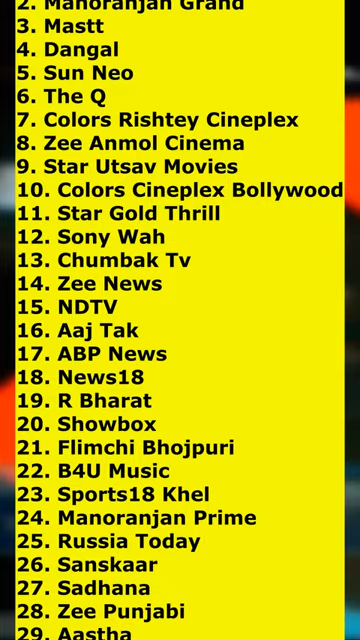 2. Manoranjan Grand
3. Mastt
4. Dangal
5. Sun Neo
6. The Q
7. Colors Rishtey Cineplex
8. Zee Anmol Cinema
9. Star Utsav Movies
10. Colors Cineplex Bollywood
11. Star Gold Thrill
12. Sony Wah
13. Chumbak Tv
14. Zee News
15. NDTV
16. Aaj Tak
17. ABP News
18. News18
19. R Bharat
20. Showbox
21. Flimchi Bhojpuri
22. B4U Music
23. Sports18 Khel
24. Manoranjan Prime
25. Russia Today
26. Sanskaar
27. Sadhana
28. Zee Punjabi
29. Aastha